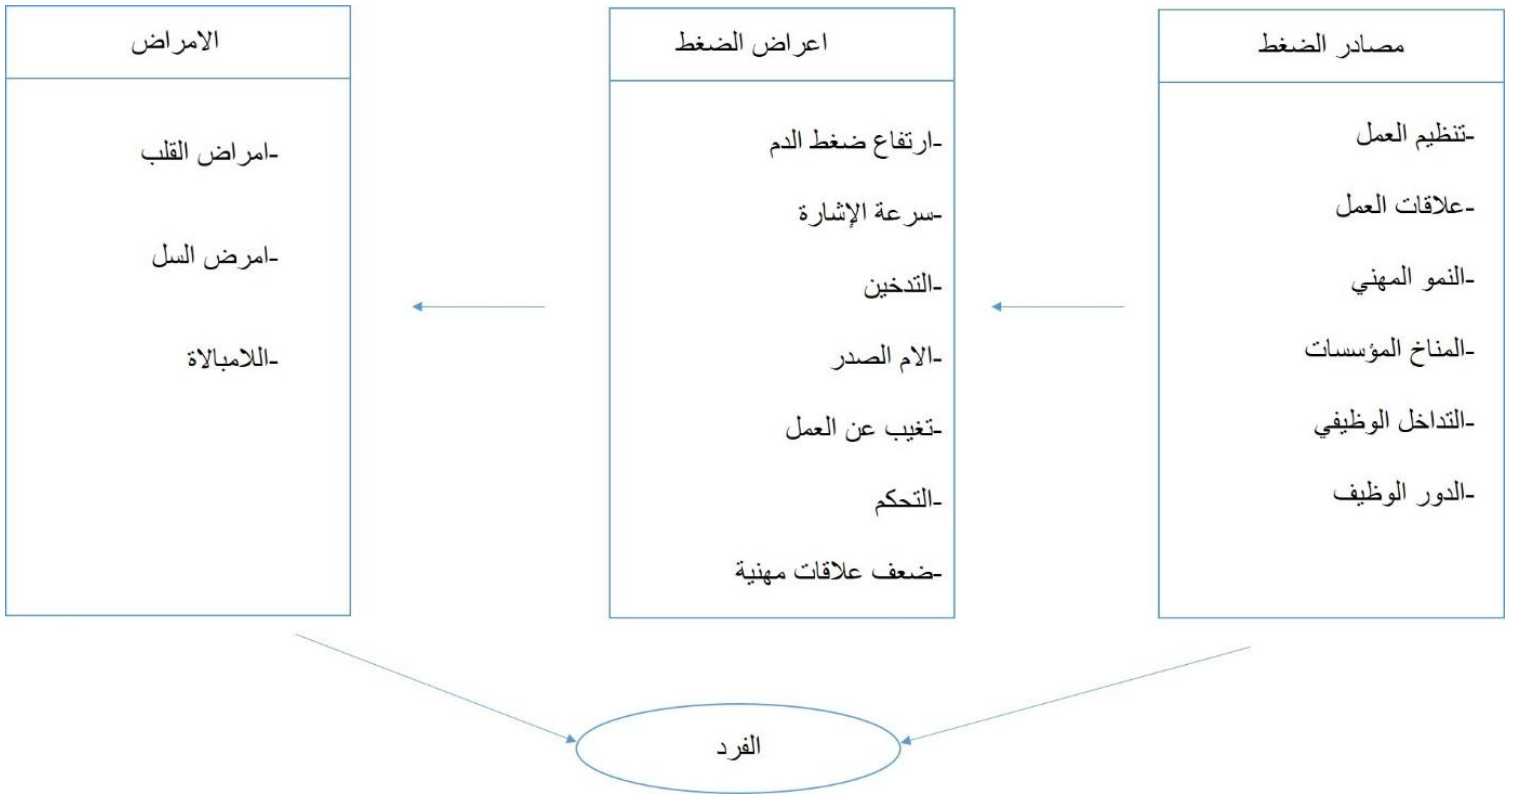 مصادر الضغط
-تنظيم العمل
-علاقات العمل
-النمو المهني
-المناخ المؤسسات
-التداخل الوظيفي
-الدور الوظيف
اعراض الضغط
-ارتفاع ضغط الدم
-سرعة الإشارة
-التدخين
-الام الصدر
-تغيب عن العمل
-التحكم
-ضعف علاقات مهنية
الامراض
-امراض القلب
-امرض السل
-اللامبالاة
الفرد